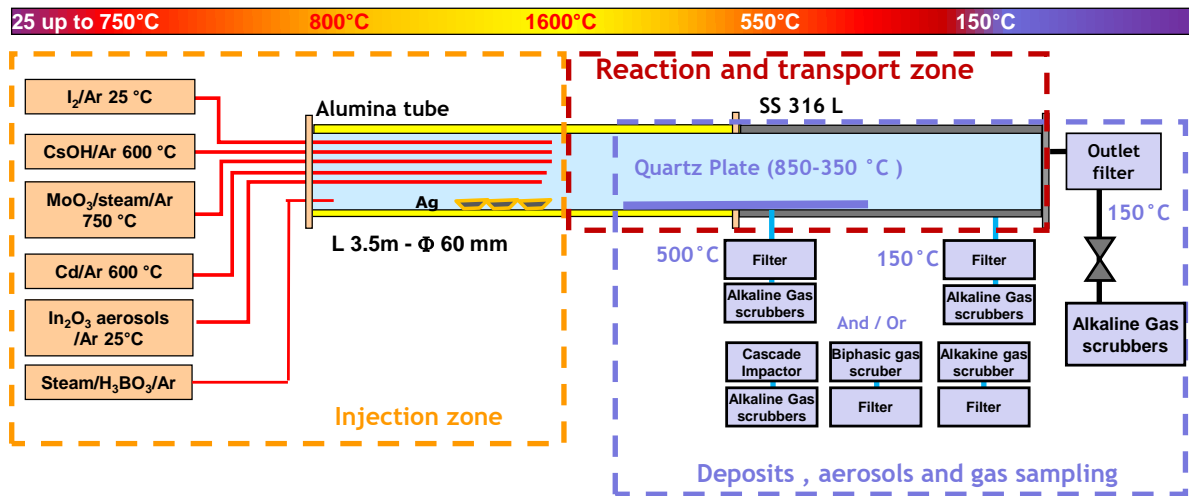 25 up to 750°C 800°C 1600°C 550°C 150°C
Reaction and transport zone
I₂/Ar 25 °C
Alumina tube
SS 316 L
CsOH/Ar 600 °C
MoO₃/steam/Ar
750 °C
Quartz Plate (850-350 °C )
Outlet
filter
Ag
150°C
L 3.5m - Φ 60 mm
Cd/Ar 600 °C
500°C
Filter
Alkaline Gas
scrubbers
150°C
Filter
Alkaline Gas
scrubbers
In₂O₃ aerosols
/Ar 25°C
And / Or
Alkaline Gas
scrubbers
Steam/H₃BO₃/Ar
Cascade
Impactor
Alkaline Gas
scrubbers
Biphasic gas
scruber
Filter
Alkakine gas
scrubber
Filter
Injection zone
Deposits , aerosols and gas sampling